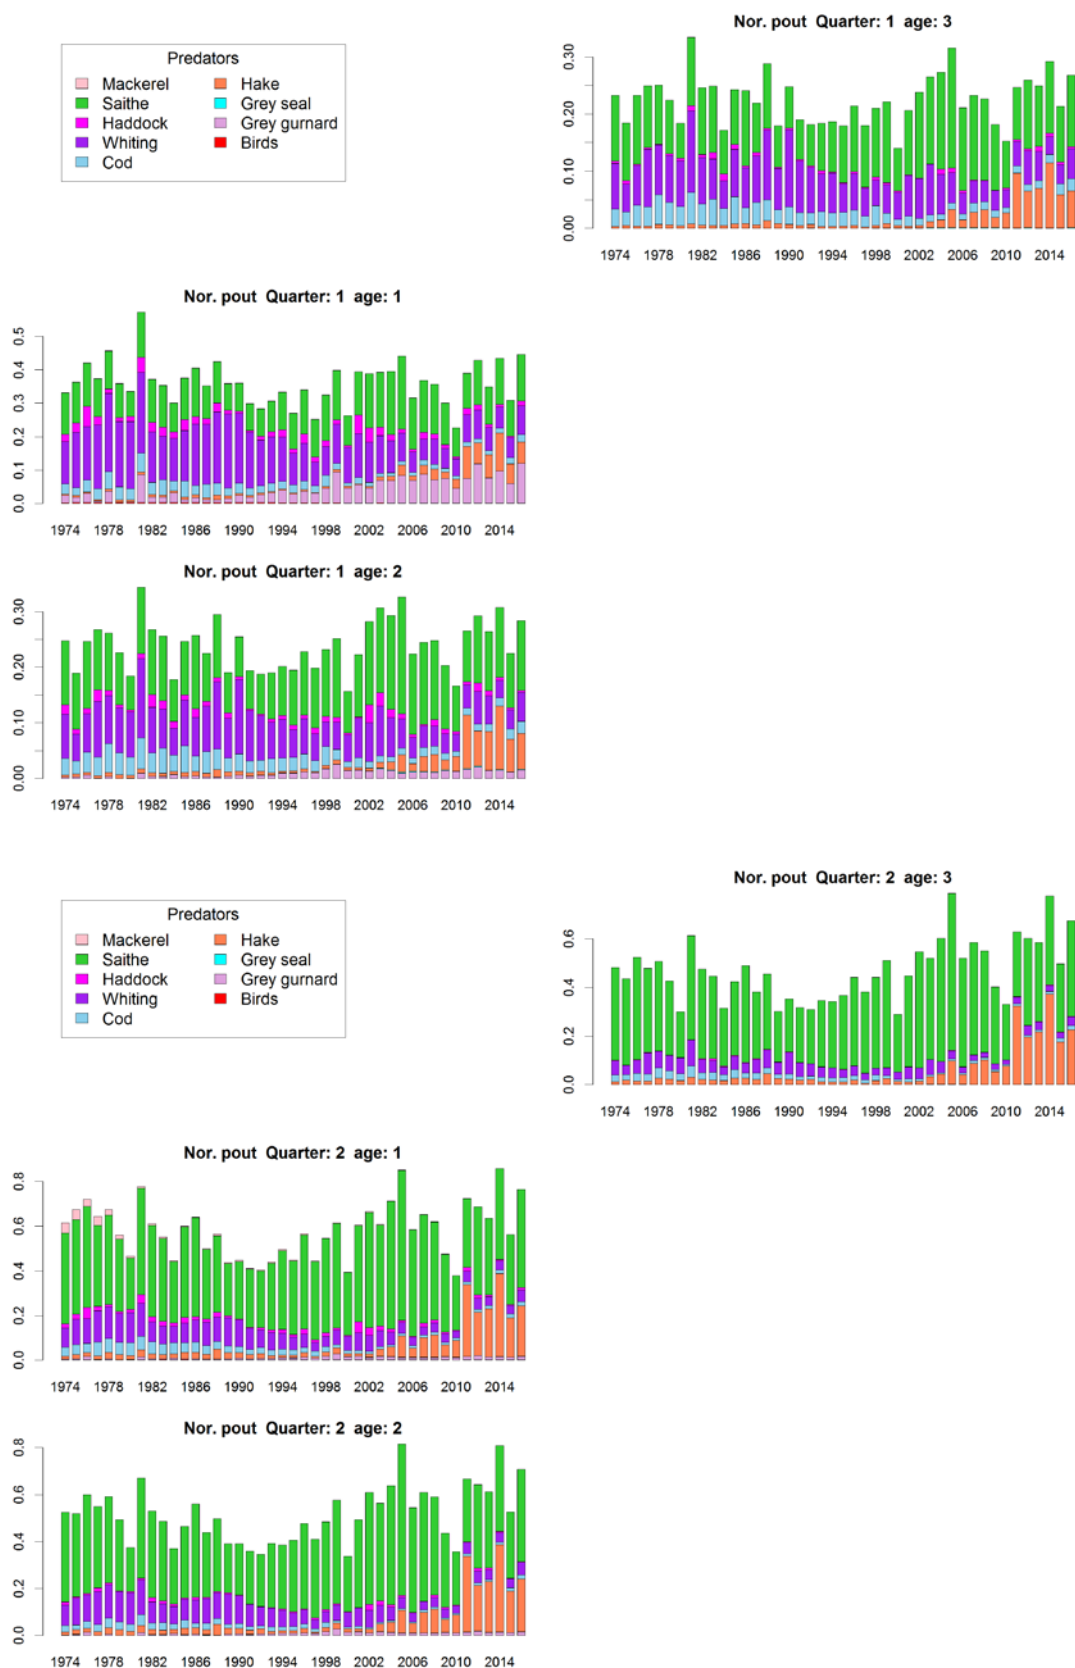 Nor. pout Quarter: 1 age: 3
Predators
Mackerel Hake
Saithe Grey seal
Haddock Grey gurnard
Whiting Birds
Cod
0.30
0.20
0.10
0.00
1974 1978 1982 1986 1990 1994 1998 2002 2006 2010 2014
Nor. pout Quarter: 1 age: 1
0.5
0.4
0.3
0.2
0.1
0.0
1974 1978 1982 1986 1990 1994 1998 2002 2006 2010 2014
Nor. pout Quarter: 1 age: 2
0.30
0.20
0.10
0.00
1974 1978 1982 1986 1990 1994 1998 2002 2006 2010 2014
Nor. pout Quarter: 2 age: 3
Predators
Mackerel Hake
Saithe Grey seal
Haddock Grey gurnard
Whiting Birds
Cod
0.6
0.4
0.2
0.0
1974 1978 1982 1986 1990 1994 1998 2002 2006 2010 2014
Nor. pout Quarter: 2 age: 1
0.8
0.6
0.4
0.2
0.0
1974 1978 1982 1986 1990 1994 1998 2002 2006 2010 2014
Nor. pout Quarter: 2 age: 2
0.8
0.6
0.4
0.2
0.0
1974 1978 1982 1986 1990 1994 1998 2002 2006 2010 2014